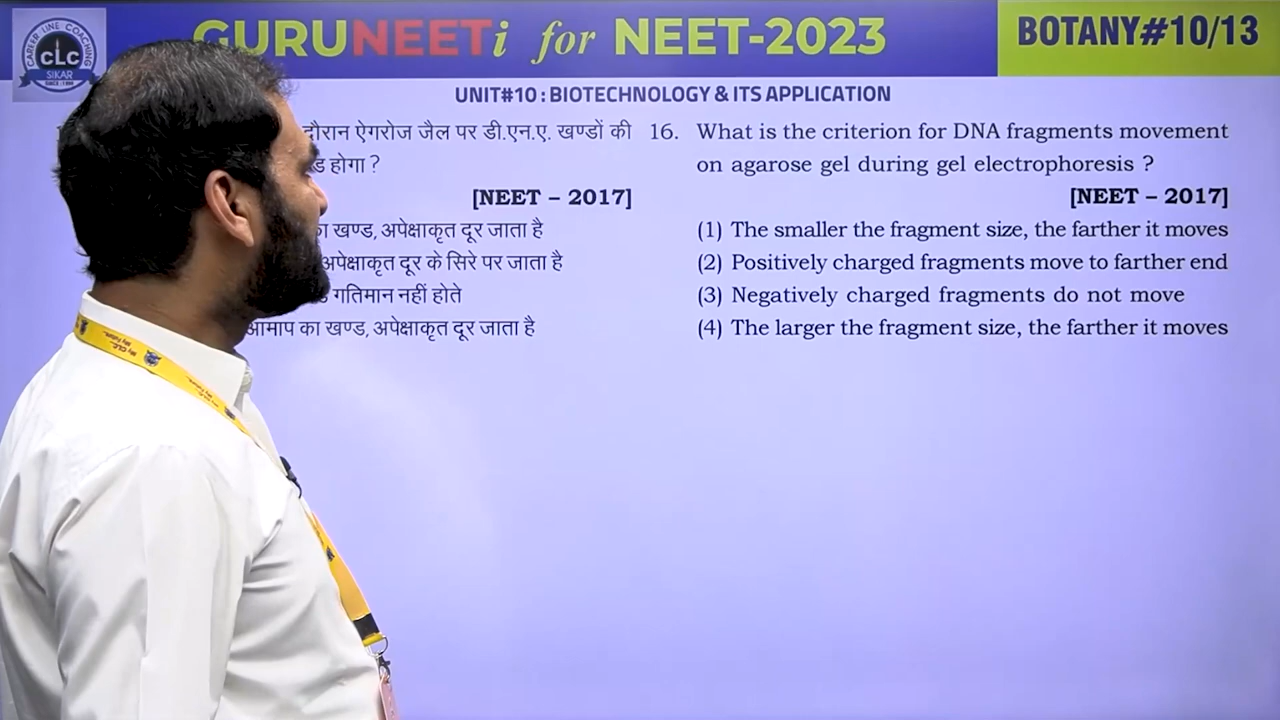 GURUNEETi for NEET-2023
BOTANY#10/13
CAREER LINE COACHING
CLC
SIKAR
SINCE : 1996
UNIT#10 : BIOTECHNOLOGY & ITS APPLICATION
दौरान ऐगरोज जैल पर डी.एन.ए. खण्डों की
होगा ?
[NEET – 2017]
खण्ड, अपेक्षाकृत दूर जाता है
अपेक्षाकृत दूर के सिरे पर जाता है
गतिमान नहीं होते
आमाप का खण्ड, अपेक्षाकृत दूर जाता है
16. What is the criterion for DNA fragments movement
on agarose gel during gel electrophoresis ?
[NEET – 2017]
(1) The smaller the fragment size, the farther it moves
(2) Positively charged fragments move to farther end
(3) Negatively charged fragments do not move
(4) The larger the fragment size, the farther it moves